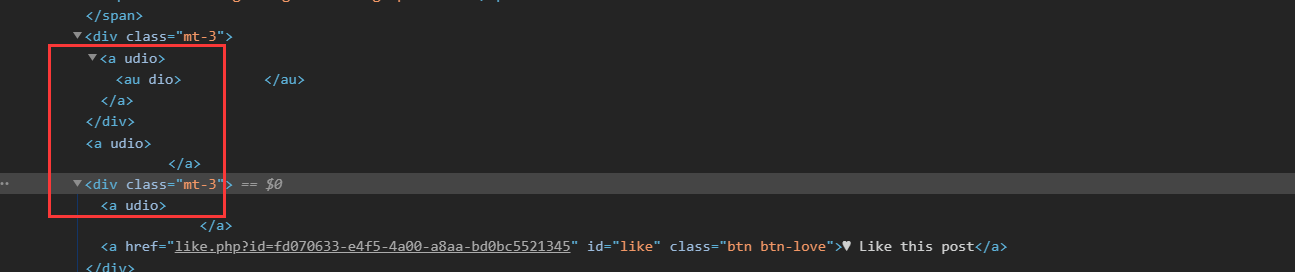 </span>
▼<div class="mt-3">
▼<a udio>
<au dio> </au>
</a>
</div>
<a udio>
</a>
▼<div class="mt-3"> == $0
<a udio>
</a>
<a href="like.php?id=fd070633-e4f5-4a00-a8aa-bd0bc5521345" id="like" class="btn btn-love">♥ Like this post</a>
</div>